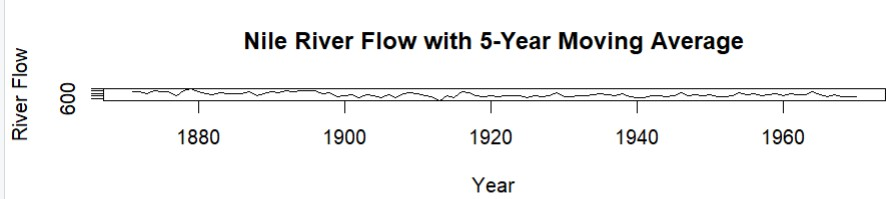 Nile River Flow with 5-Year Moving Average
River Flow
600
1880 1900 1920 1940 1960
Year